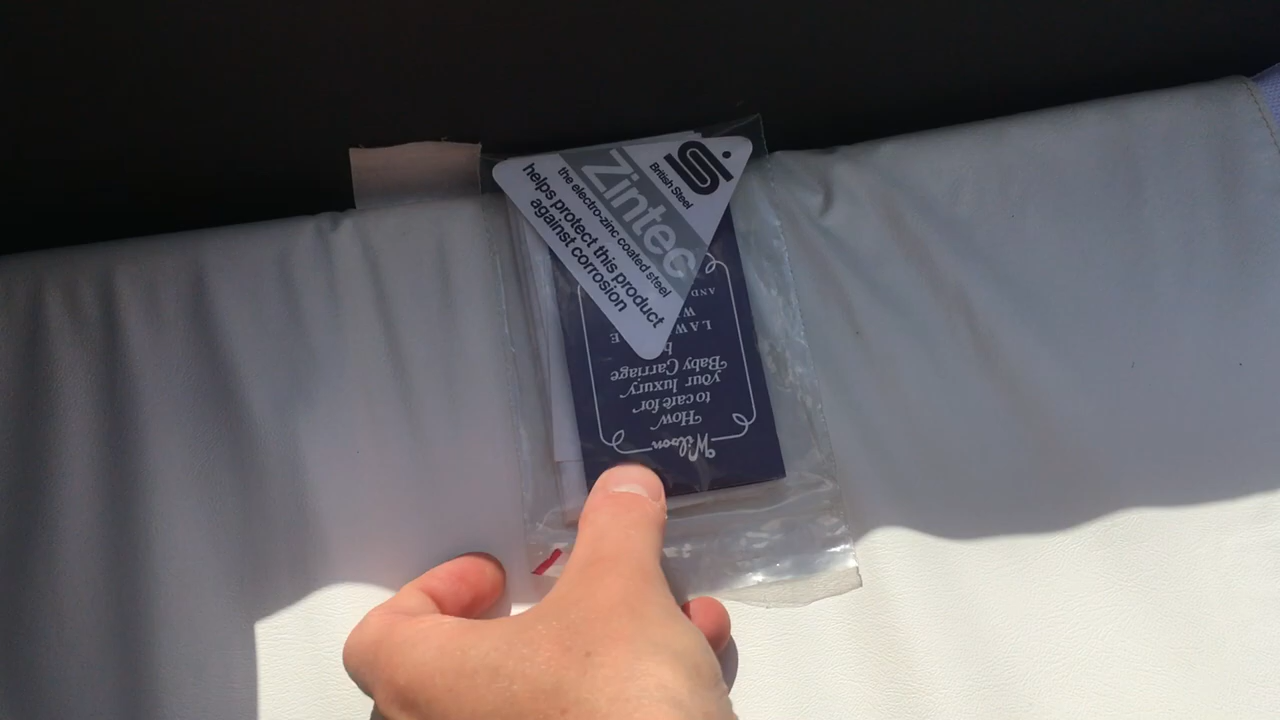 British Steel
Zintec
the electro-zinc coated steel
helps protect this product
against corrosion
Wilson
How
to care for
your luxury
Baby Carriage
AND